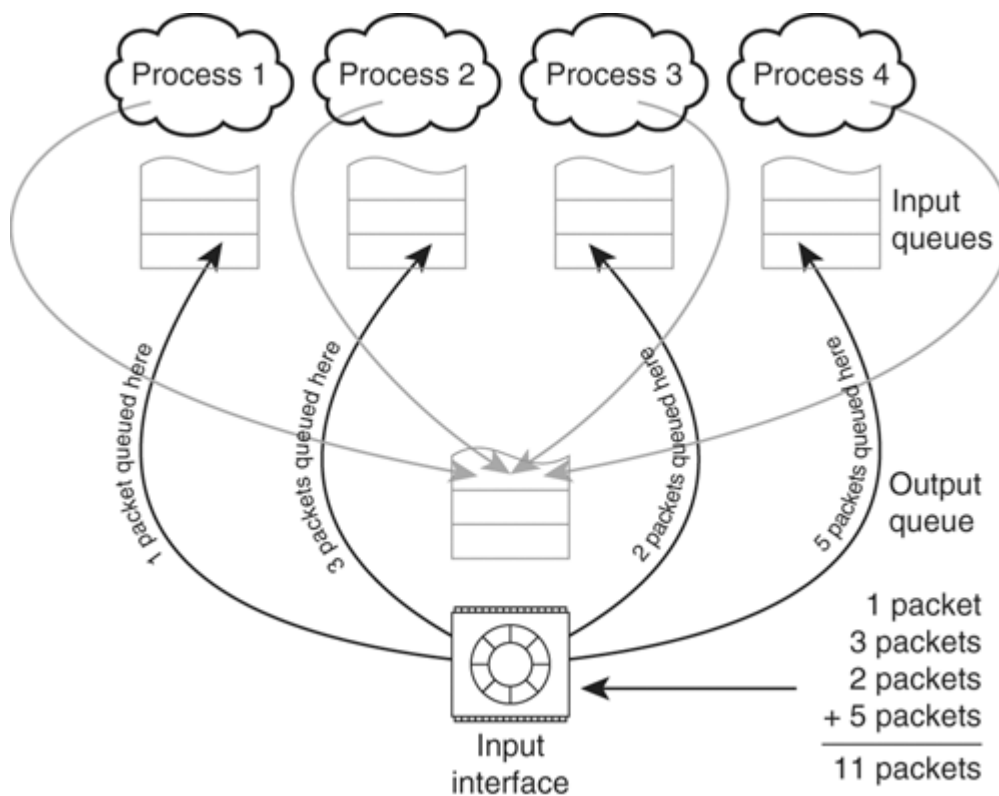 Process 1
Process 2
Process 3
Process 4
Input
queues
1 packet queued here
3 packets queued here
2 packets queued here
5 packets queued here
Output
queue
1 packet
3 packets
2 packets
+ 5 packets
11 packets
Input
interface